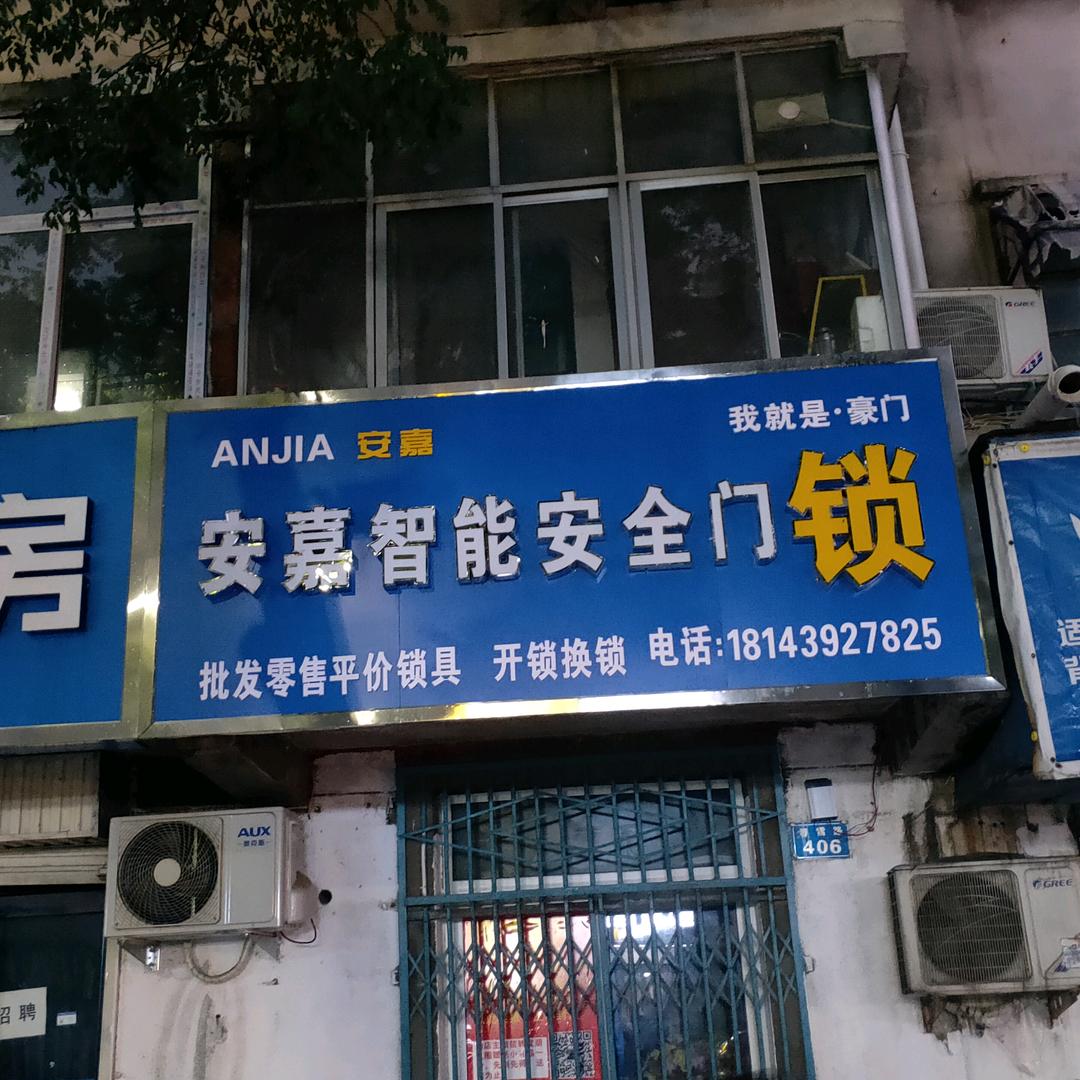 ANJIA 安嘉
我就是·豪门
安嘉智能安全门锁
批发零售平价锁具 开锁换锁 电话:18143927825
房
AUX
406
GREE
GREE
适
背
招聘